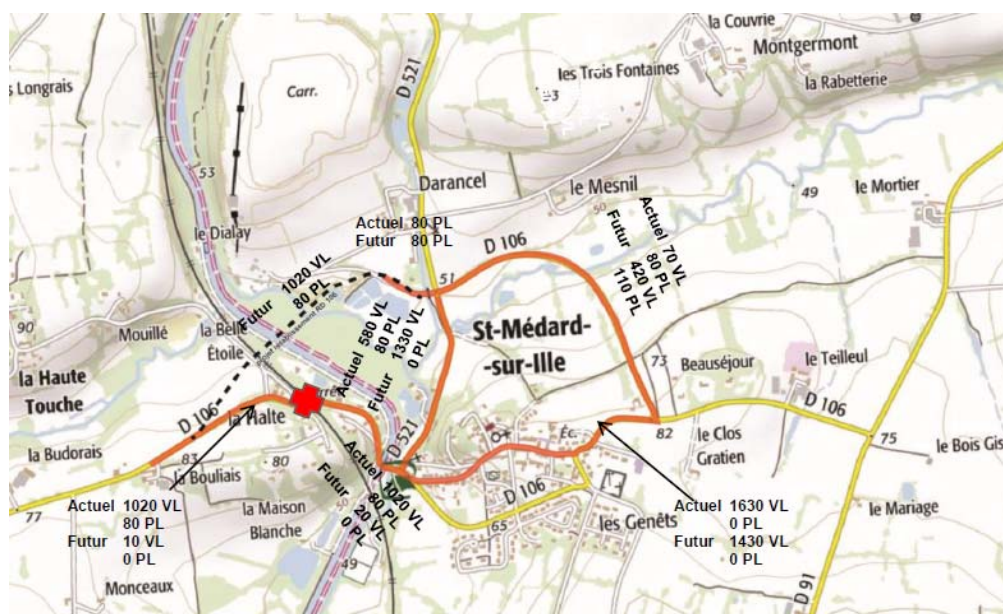 la Couvrie
Montgermont
les Trois Fontaines
s Longrais
Carr.
la Rabetterie
D 521
53
Darancel
le Mesnil
50
49
le Mortier
le Dialay
Actuel 80 PL
Futur 80 PL
D 106
Actuel 70 VL
80 PL
Futur 420 VL
110 PL
51
Futur 1020 VL
80 PL
90
Mouillé
la Belle
Étoile
Actuel 580 VL
80 PL
Futur 1330 VL
0 PL
St-Médard-
-sur-Ille
73
Beauséjour
le Teilleul
la Haute
Touche
D 106
la Halte
D 521
Éc.
82
D 106
75
le Clos
Gratien
le Bois Gis
la Budorais
83
80
la Bouliais
77
la Maison
Blanche
50
Actuel 1020 VL
80 PL
Futur 20 VL
0 PL
D 106
65
les Genêts
Actuel 1020 VL
80 PL
Futur 10 VL
0 PL
Actuel 1630 VL
0 PL
Futur 1430 VL
0 PL
le Mariage
49
Monceaux
D 91